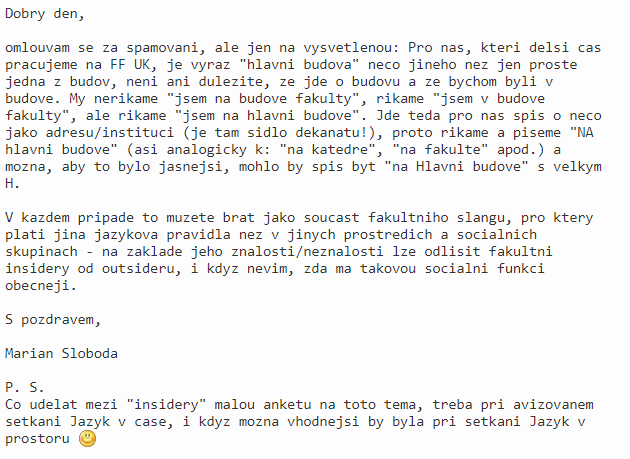 Dobry den,
omlouvam se za spamovani, ale jen na vysvetlenou: Pro nas, kteri delsi cas
pracujeme na FF UK, je vyraz "hlavni budova" neco jineho nez jen proste
jedna z budov, neni ani dulezite, ze jde o budovu a ze bychom byli v
budove. My nerikame "jsem na budove fakulty", rikame "jsem v budove
fakulty", ale rikame "jsem na hlavni budove". Jde teda pro nas spis o neco
jako adresu/instituci (je tam sidlo dekanatu!), proto rikame a piseme "NA
hlavni budove" (asi analogicky k: "na katedre", "na fakulte" apod.) a
mozna, aby to bylo jasnejsi, mohlo by spis byt "na Hlavni budove" s velkym
H.
V kazdem pripade to muzete brat jako soucast fakultniho slangu, pro ktery
plati jina jazykova pravidla nez v jinych prostredich a socialnich
skupinach - na zaklade jeho znalosti/neznalosti lze odlisit fakultni
insidery od outsideru, i kdyz nevim, zda ma takovou socialni funkci
obecneji.
S pozdravem,
Marian Sloboda
P. S.
Co udelat mezi "insidery" malou anketu na toto tema, treba pri avizovanem
setkani Jazyk v case, i kdyz mozna vhodnejsi by byla pri setkani Jazyk v
prostoru